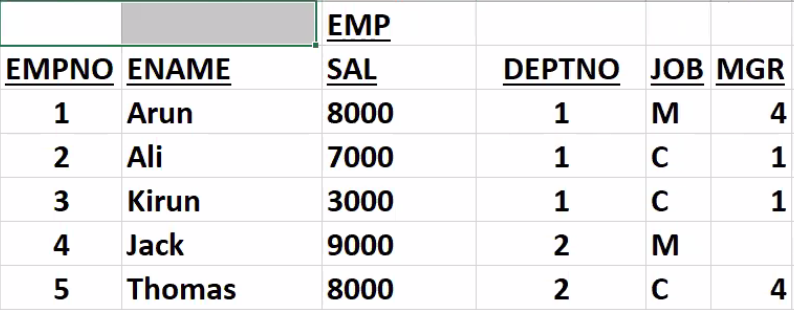 EMP
EMPNO ENAME SAL DEPTNO JOB MGR
1 Arun 8000 1 M 4
2 Ali 7000 1 C 1
3 Kirun 3000 1 C 1
4 Jack 9000 2 M
5 Thomas 8000 2 C 4